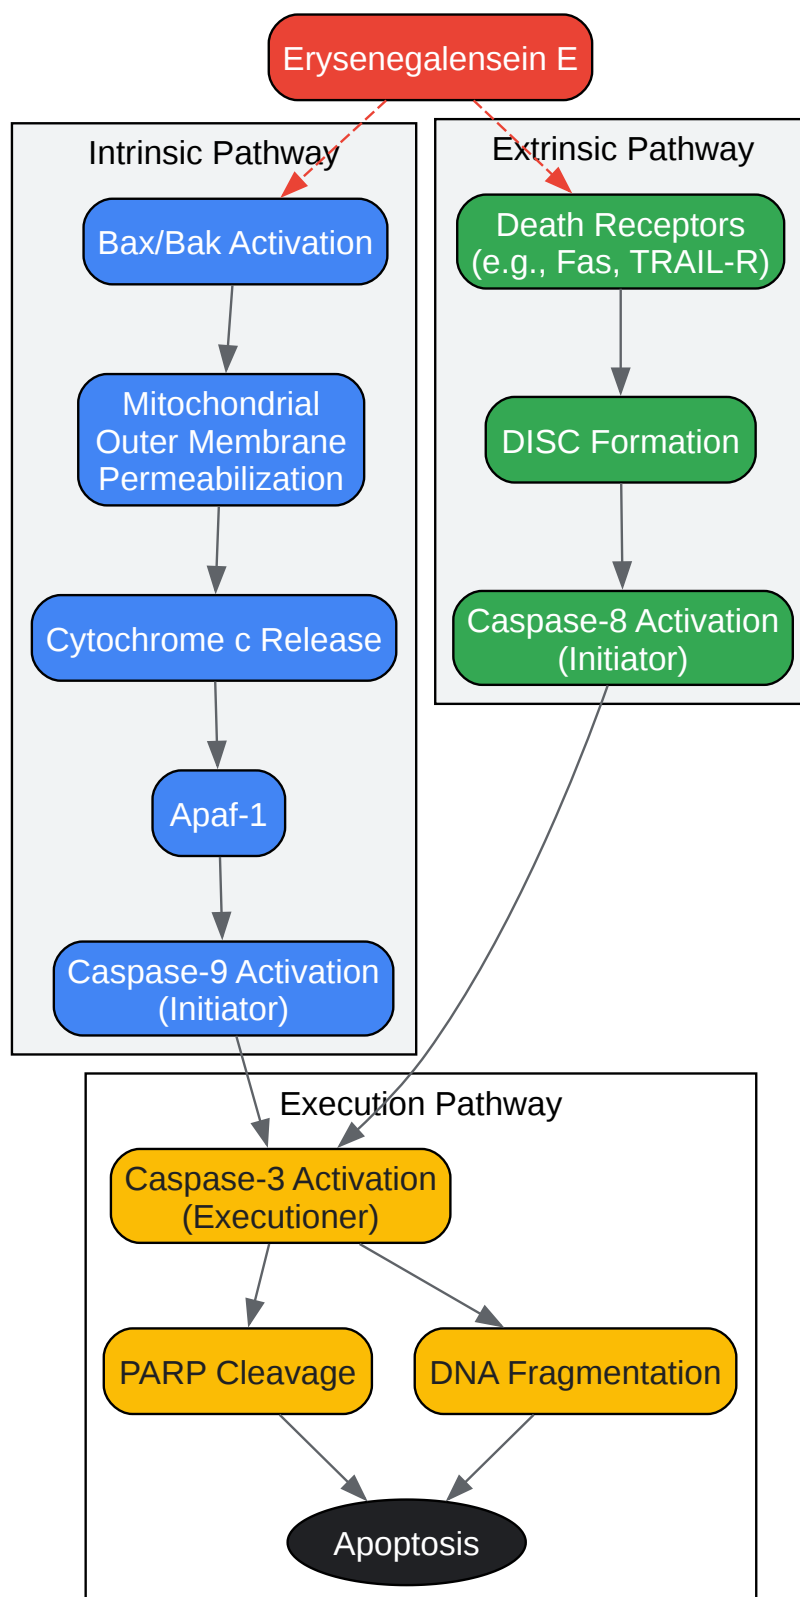 Erysenegalensein E
Intrinsic Pathway
Bax/Bak Activation
Mitochondrial
Outer Membrane
Permeabilization
Cytochrome c Release
Apaf-1
Caspase-9 Activation
(Initiator)
Extrinsic Pathway
Death Receptors
(e.g., Fas, TRAIL-R)
DISC Formation
Caspase-8 Activation
(Initiator)
Execution Pathway
Caspase-3 Activation
(Executioner)
PARP Cleavage
DNA Fragmentation
Apoptosis